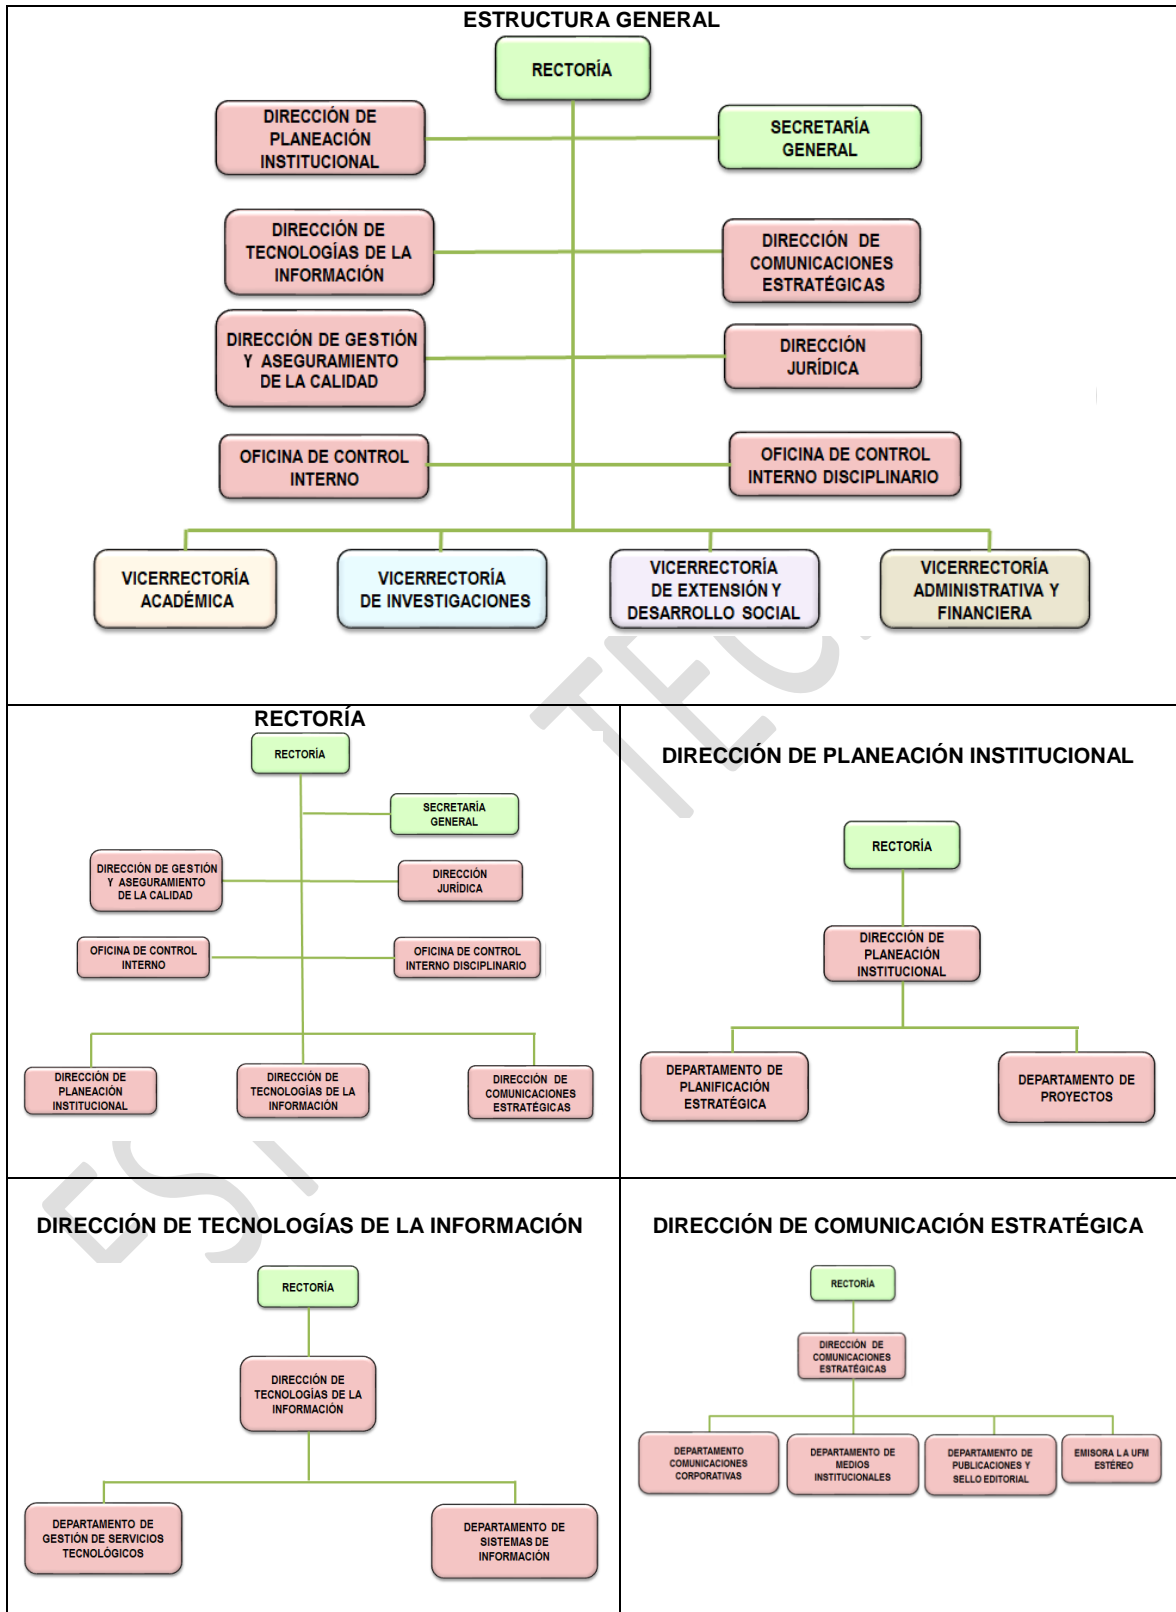 ESTRUCTURA GENERAL
RECTORÍA
DIRECCIÓN DE
PLANEACIÓN
INSTITUCIONAL
SECRETARÍA
GENERAL
DIRECCIÓN DE
TECNOLOGÍAS DE LA
INFORMACIÓN
DIRECCIÓN DE
COMUNICACIONES
ESTRATÉGICAS
DIRECCIÓN DE GESTIÓN
Y ASEGURAMIENTO
DE LA CALIDAD
DIRECCIÓN
JURÍDICA
OFICINA DE CONTROL
INTERNO
OFICINA DE CONTROL
INTERNO DISCIPLINARIO
VICERRECTORÍA
ACADÉMICA
VICERRECTORÍA
DE INVESTIGACIONES
VICERRECTORÍA
DE EXTENSIÓN Y
DESARROLLO SOCIAL
VICERRECTORÍA
ADMINISTRATIVA Y
FINANCIERA
RECTORÍA
RECTORÍA
SECRETARÍA
GENERAL
DIRECCIÓN DE GESTIÓN
Y ASEGURAMIENTO
DE LA CALIDAD
DIRECCIÓN
JURÍDICA
OFICINA DE CONTROL
INTERNO
OFICINA DE CONTROL
INTERNO DISCIPLINARIO
DIRECCIÓN DE
PLANEACIÓN
INSTITUCIONAL
DIRECCIÓN DE
TECNOLOGÍAS DE LA
INFORMACIÓN
DIRECCIÓN DE
COMUNICACIONES
ESTRATÉGICAS
DIRECCIÓN DE PLANEACIÓN INSTITUCIONAL
RECTORÍA
DIRECCIÓN DE
PLANEACIÓN
INSTITUCIONAL
DEPARTAMENTO DE
PLANIFICACIÓN
ESTRATÉGICA
DEPARTAMENTO DE
PROYECTOS
DIRECCIÓN DE TECNOLOGÍAS DE LA INFORMACIÓN
RECTORÍA
DIRECCIÓN DE
TECNOLOGÍAS DE LA
INFORMACIÓN
DEPARTAMENTO DE
GESTIÓN DE SERVICIOS
TECNOLÓGICOS
DEPARTAMENTO DE
SISTEMAS DE
INFORMACIÓN
DIRECCIÓN DE COMUNICACIÓN ESTRATÉGICA
RECTORÍA
DIRECCIÓN DE
COMUNICACIONES
ESTRATÉGICAS
DEPARTAMENTO
COMUNICACIONES
CORPORATIVAS
DEPARTAMENTO DE
MEDIOS
INSTITUCIONALES
DEPARTAMENTO DE
PUBLICACIONES Y
SELLO EDITORIAL
EMISORA LA UFM
ESTÉREO